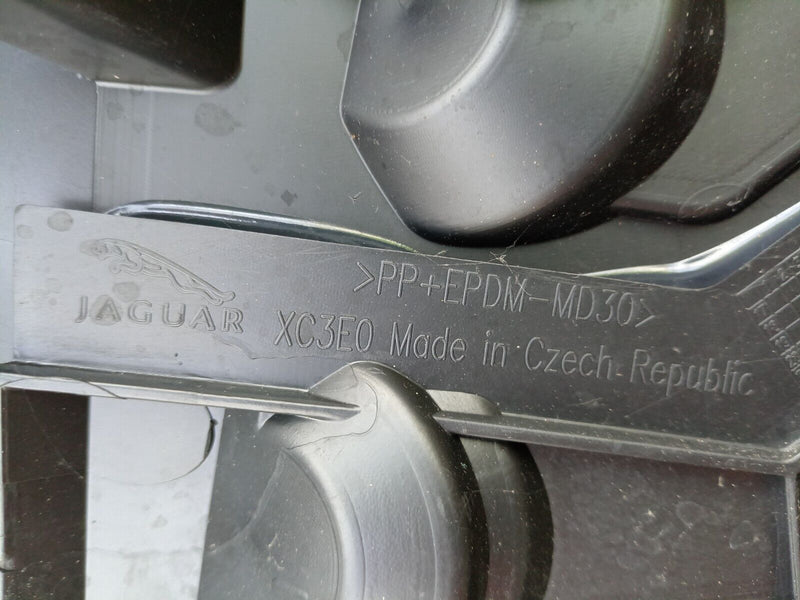 JAGUAR
>PP+EPDM-MD30>
XC3E0 Made in Czech Republic